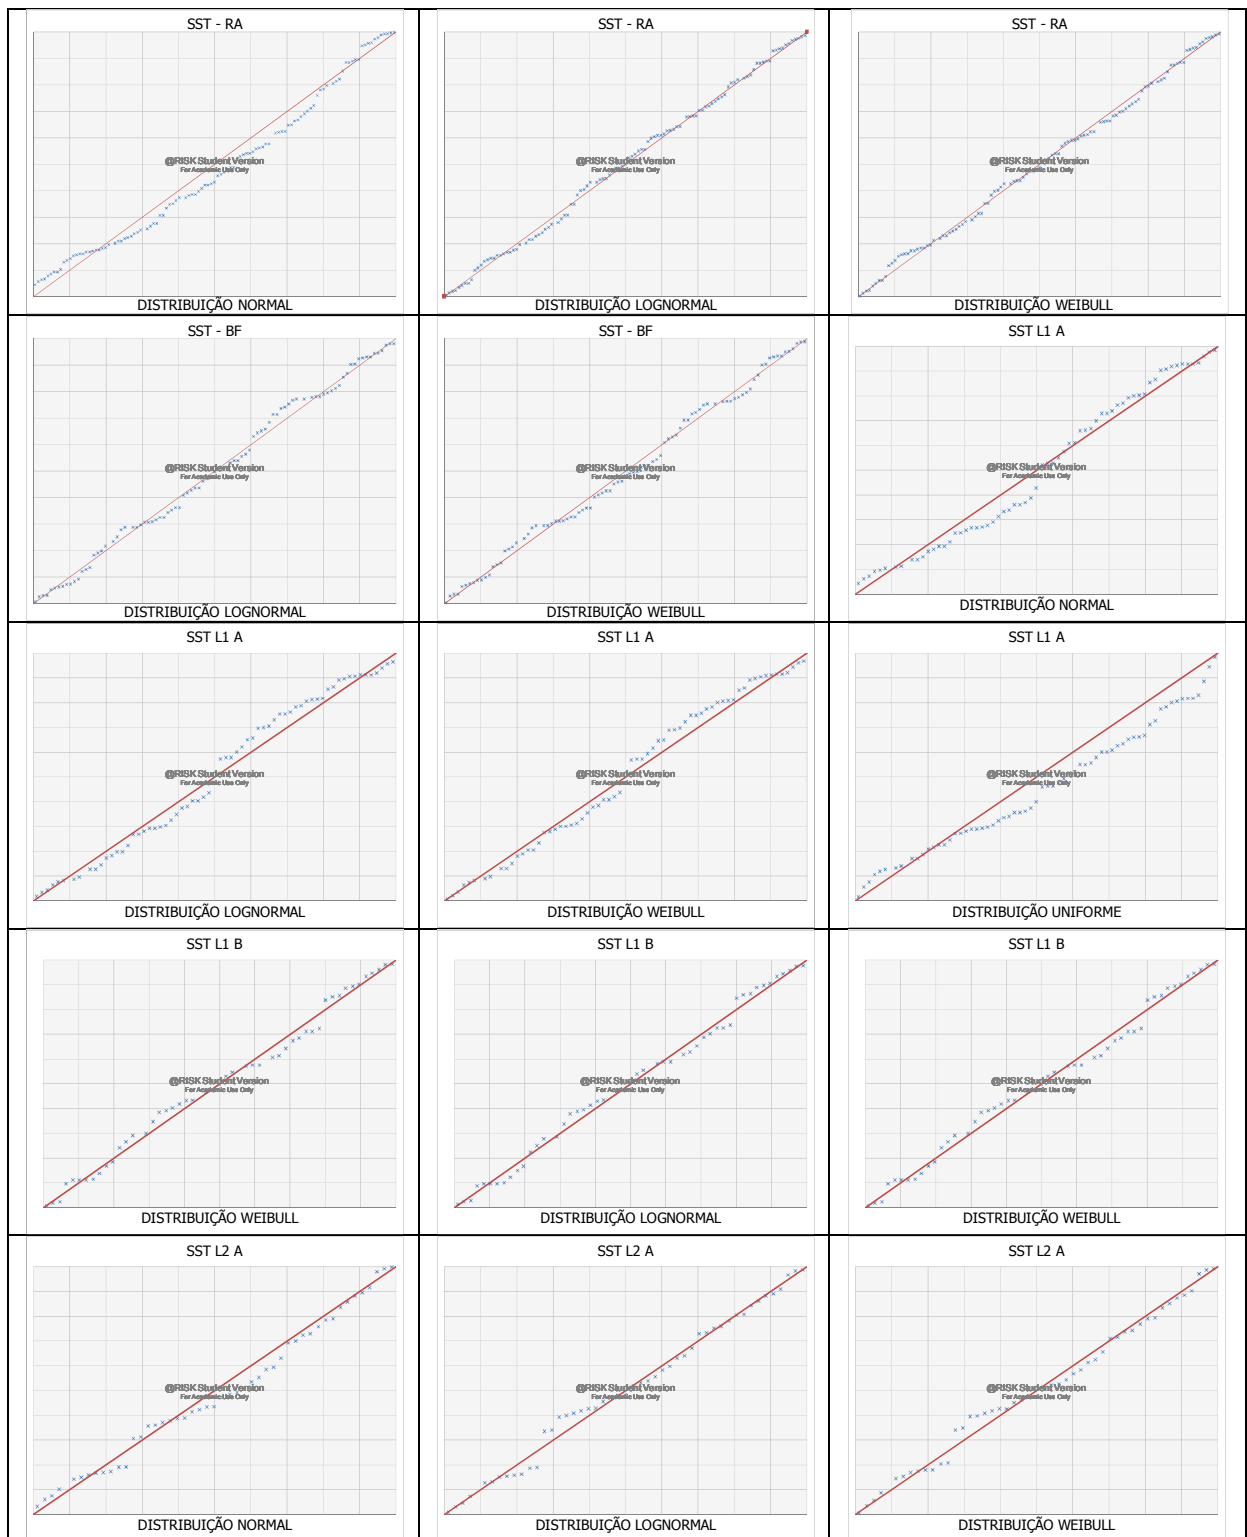 SST - RA
@RISK Student Version
For Academic Use Only
DISTRIBUIÇÃO NORMAL
SST - RA
@RISK Student Version
For Academic Use Only
DISTRIBUIÇÃO LOGNORMAL
SST - RA
@RISK Student Version
For Academic Use Only
DISTRIBUIÇÃO WEIBULL
SST - BF
@RISK Student Version
For Academic Use Only
DISTRIBUIÇÃO LOGNORMAL
SST - BF
@RISK Student Version
For Academic Use Only
DISTRIBUIÇÃO WEIBULL
SST L1 A
@RISK Student Version
For Academic Use Only
DISTRIBUIÇÃO NORMAL
SST L1 A
@RISK Student Version
For Academic Use Only
DISTRIBUIÇÃO LOGNORMAL
SST L1 A
@RISK Student Version
For Academic Use Only
DISTRIBUIÇÃO WEIBULL
SST L1 A
@RISK Student Version
For Academic Use Only
DISTRIBUIÇÃO UNIFORME
SST L1 B
@RISK Student Version
For Academic Use Only
DISTRIBUIÇÃO WEIBULL
SST L1 B
@RISK Student Version
For Academic Use Only
DISTRIBUIÇÃO LOGNORMAL
SST L1 B
@RISK Student Version
For Academic Use Only
DISTRIBUIÇÃO WEIBULL
SST L2 A
@RISK Student Version
For Academic Use Only
DISTRIBUIÇÃO NORMAL
SST L2 A
@RISK Student Version
For Academic Use Only
DISTRIBUIÇÃO LOGNORMAL
SST L2 A
@RISK Student Version
For Academic Use Only
DISTRIBUIÇÃO WEIBULL